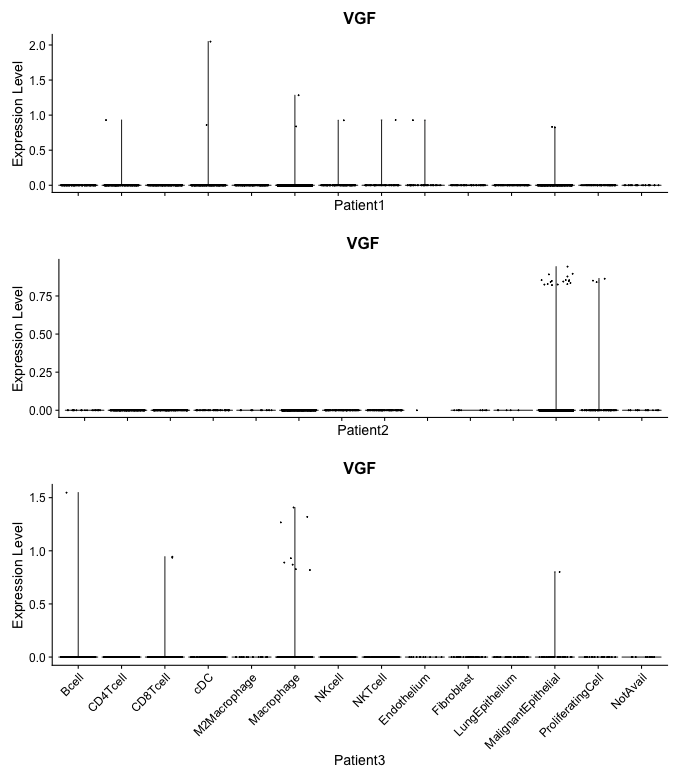 VGF
Expression Level
2.0
1.5
1.0
0.5
0.0
Patient1
VGF
Expression Level
0.75
0.50
0.25
0.00
Patient2
VGF
Expression Level
1.5
1.0
0.5
0.0
Bcell
CD4Tcell
CD8Tcell
cDC
M2Macrophage
Macrophage
NKcell
NKTcell
Endothelium
Fibroblast
LungEpithelium
MalignantEpithelial
ProliferatingCell
NotAvail
Patient3